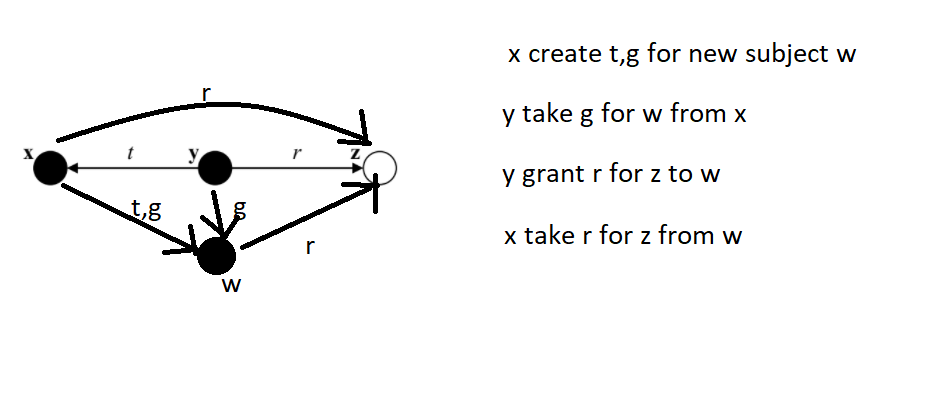 x create t,g for new subject w
y take g for w from x
y grant r for z to w
x take r for z from w
r
x t y r z
t,g g
r
w